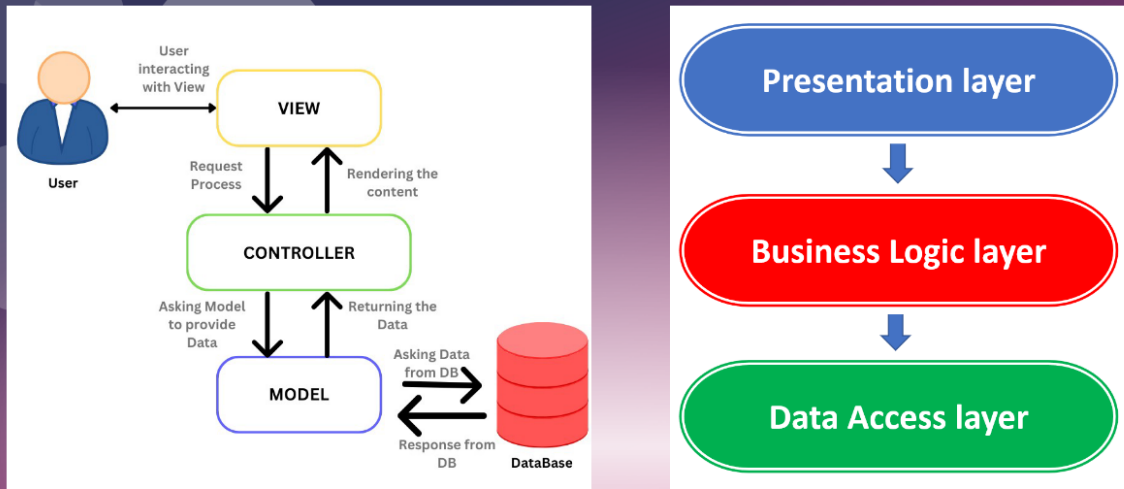 User
interacting
with View
VIEW
User
Request
Process
Rendering the
content
CONTROLLER
Asking Model
to provide
Data
Returning the
Data
MODEL
Asking Data
from DB
Response from
DB
DataBase
Presentation layer
Business Logic layer
Data Access layer